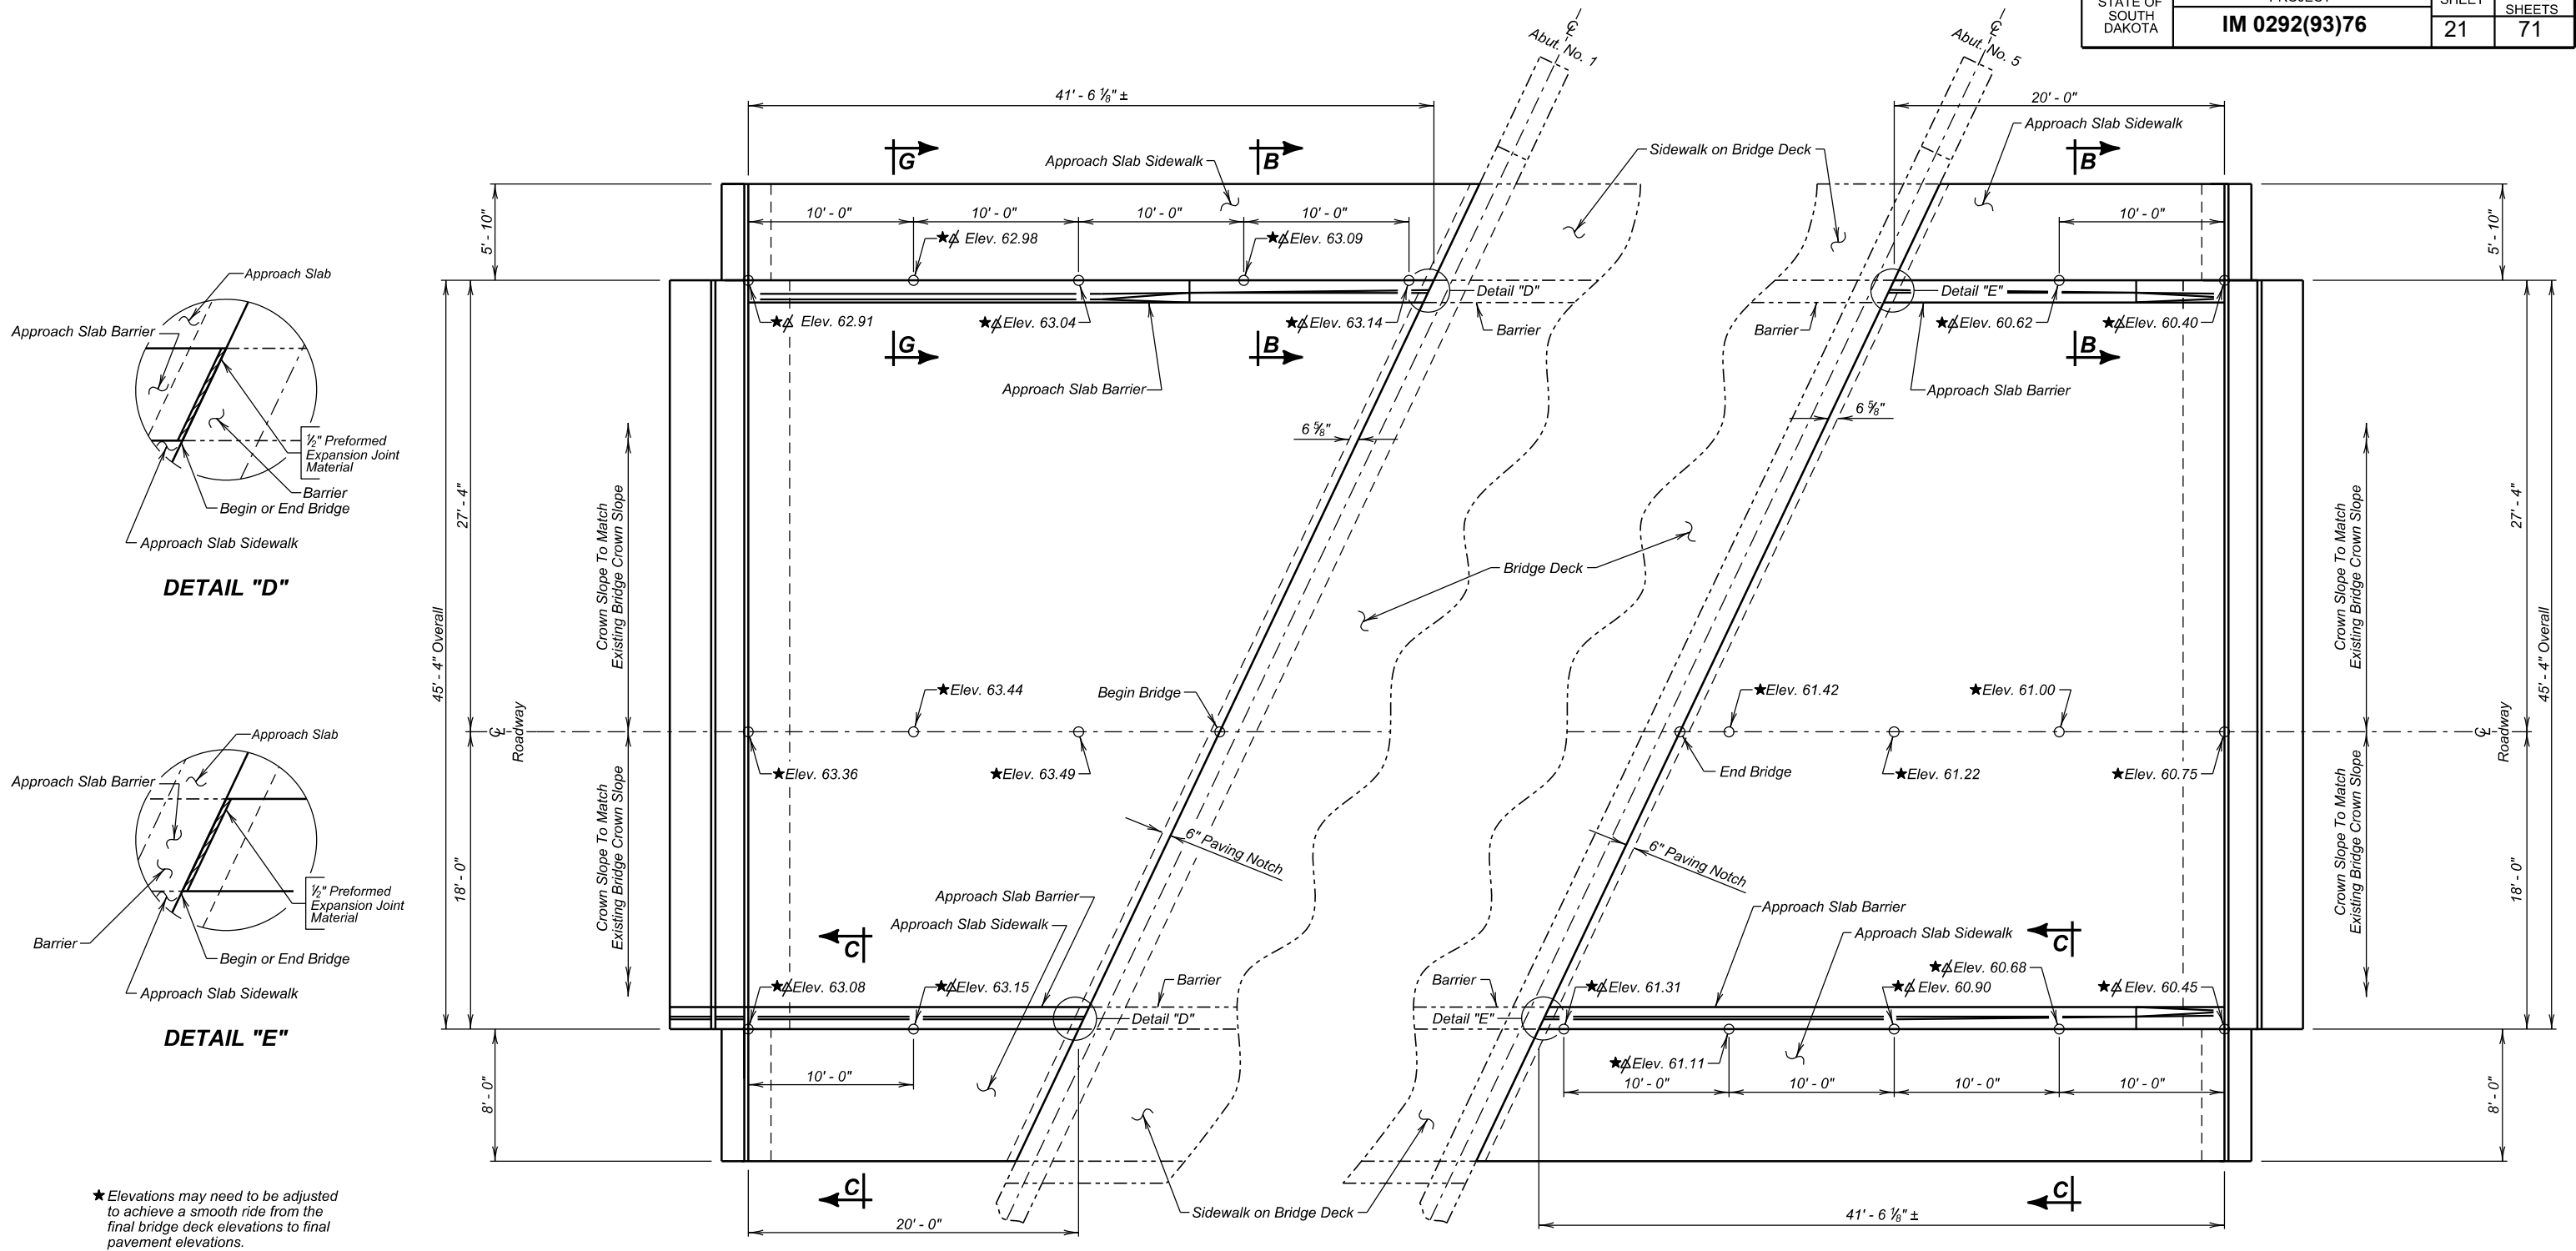 STATE OF
SOUTH
DAKOTA
IM 0292(93)76
SHEETS
21
71
℄
Abut. No. 1
℄
Abut. No. 5
41' - 6 ⅛" ±
20' - 0"
G
B
Approach Slab Sidewalk
Sidewalk on Bridge Deck
Approach Slab Sidewalk
B
5' - 10"
10' - 0"
10' - 0"
10' - 0"
10' - 0"
10' - 0"
5' - 10"
★△ Elev. 62.98
★△Elev. 63.09
Detail "D"
Detail "E"
★△ Elev. 62.91
★△Elev. 63.04
★△Elev. 63.14
Barrier
Barrier
★△Elev. 60.62
★△Elev. 60.40
G
B
B
Approach Slab Barrier
Approach Slab Barrier
6 ⅝"
6 ⅝"
Approach Slab
Approach Slab Barrier
½" Preformed
Expansion Joint
Material
Barrier
Begin or End Bridge
Approach Slab Sidewalk
DETAIL "D"
45' - 4" Overall
27' - 4"
Crown Slope To Match
Existing Bridge Crown Slope
Bridge Deck
Crown Slope To Match
Existing Bridge Crown Slope
27' - 4"
45' - 4" Overall
★Elev. 63.44
Begin Bridge
★Elev. 61.42
★Elev. 61.00
℄
Roadway
℄
Roadway
★Elev. 63.36
★Elev. 63.49
End Bridge
★Elev. 61.22
★Elev. 60.75
Approach Slab
Approach Slab Barrier
½" Preformed
Expansion Joint
Material
Barrier
Begin or End Bridge
Approach Slab Sidewalk
DETAIL "E"
18' - 0"
Crown Slope To Match
Existing Bridge Crown Slope
6" Paving Notch
6" Paving Notch
Crown Slope To Match
Existing Bridge Crown Slope
18' - 0"
Approach Slab Barrier
Approach Slab Sidewalk
C
Approach Slab Barrier
Approach Slab Sidewalk
C
★△Elev. 63.08
★△Elev. 63.15
Barrier
Barrier
★△Elev. 61.31
★△Elev. 60.68
★△Elev. 60.90
★△Elev. 60.45
Detail "D"
Detail "E"
★△Elev. 61.11
8' - 0"
10' - 0"
10' - 0"
10' - 0"
10' - 0"
10' - 0"
8' - 0"
C
C
Sidewalk on Bridge Deck
20' - 0"
41' - 6 ⅛" ±
★ Elevations may need to be adjusted
to achieve a smooth ride from the
final bridge deck elevations to final
pavement elevations.